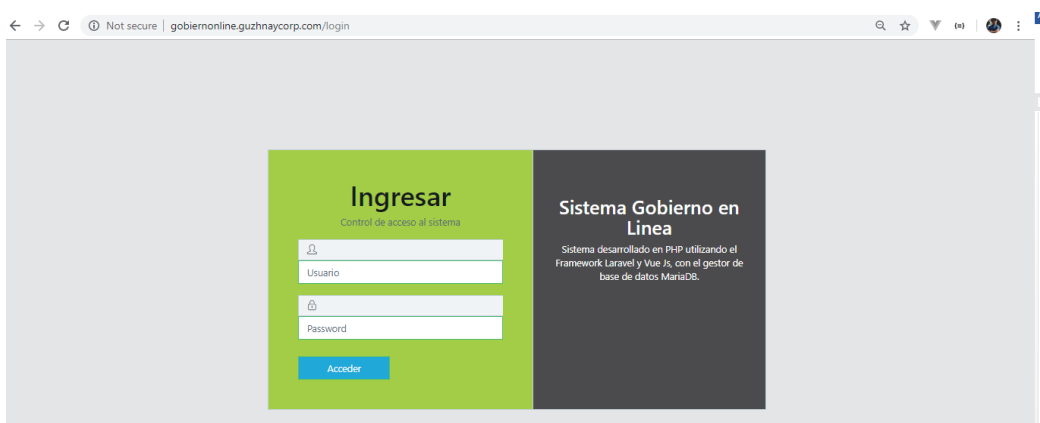 Not secure | gobiernonline.guzhnaycorp.com/login
Ingresar
Control de acceso al sistema
Usuario
Password
Acceder
Sistema Gobierno en
Linea
Sistema desarrollado en PHP utilizando el
Framework Laravel y Vue Js, con el gestor de
base de datos MariaDB.